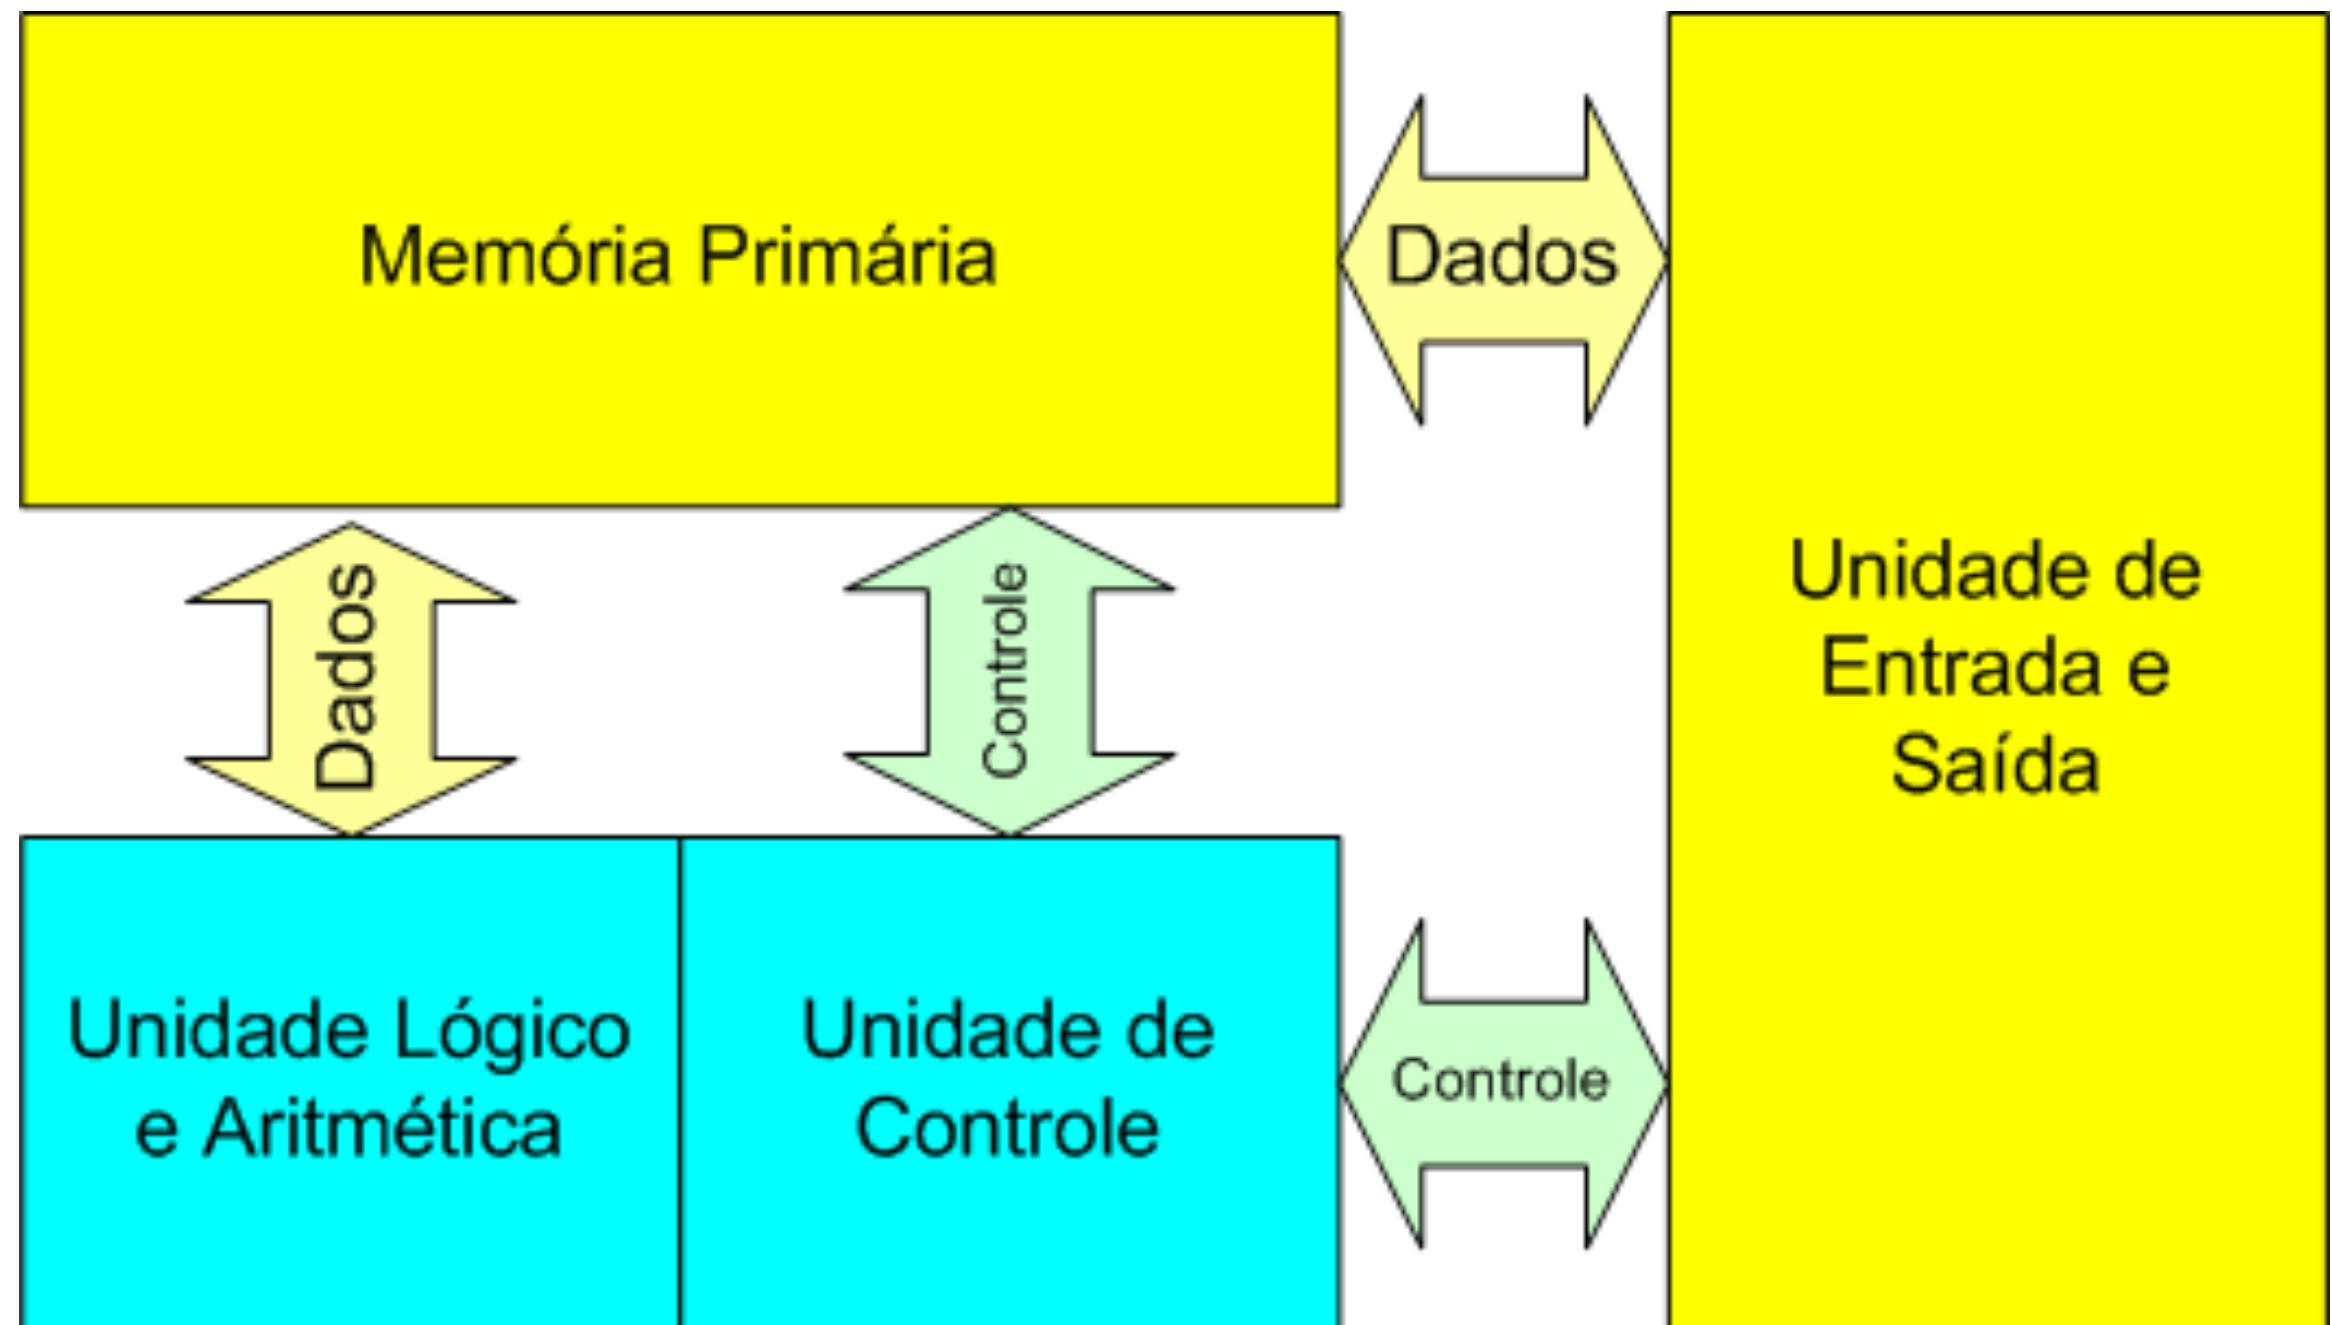 Memória Primária
Dados
Dados
Controle
Unidade de
Entrada e
Saída
Unidade Lógico
e Aritmética
Unidade de
Controle
Controle